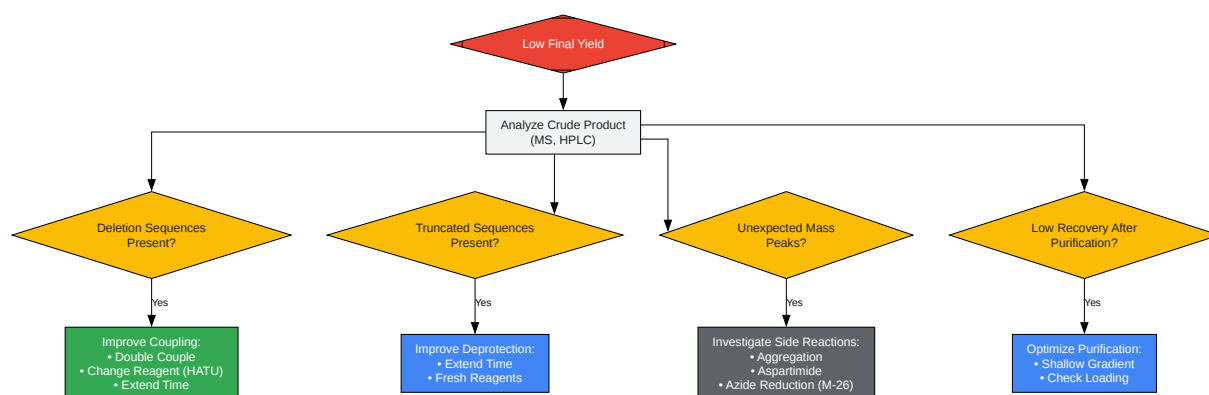 Low Final Yield
Analyze Crude Product
(MS, HPLC)
Deletion Sequences
Present?
Truncated Sequences
Present?
Unexpected Mass
Peaks?
Low Recovery After
Purification?
Yes
Yes
Yes
Yes
Improve Coupling:
• Double Couple
• Change Reagent (HATU)
• Extend Time
Improve Deprotection:
• Extend Time
• Fresh Reagents
Investigate Side Reactions:
• Aggregation
• Aspartimide
• Azide Reduction (M-26)
Optimize Purification:
• Shallow Gradient
• Check Loading